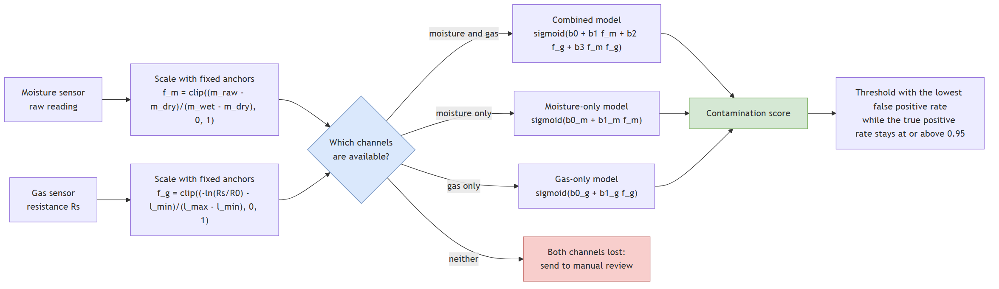 Moisture sensor
raw reading
Gas sensor
resistance Rs
Scale with fixed anchors
f_m = clip((m_raw -
m_dry)/(m_wet - m_dry),
0, 1)
Scale with fixed anchors
f_g = clip((-ln(Rs/R0) -
l_min)/(l_max - l_min), 0,
1)
Which channels
are available?
moisture and gas
moisture only
gas only
neither
Combined model
sigmoid(b0 + b1 f_m + b2
f_g + b3 f_m f_g)
Moisture-only model
sigmoid(b0_m + b1_m f_m)
Gas-only model
sigmoid(b0_g + b1_g f_g)
Both channels lost:
send to manual review
Contamination score
Threshold with the lowest
false positive rate
while the true positive
rate stays at or above 0.95